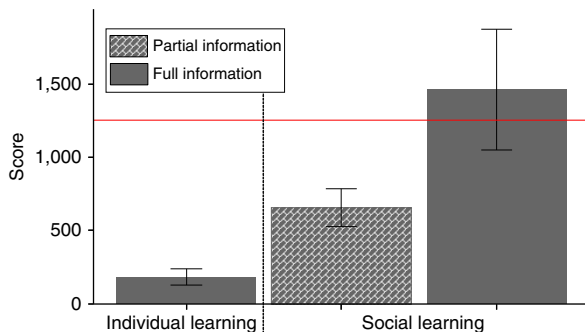 Partial information
Full information
1,500
1,000
500
0
Score
Individual learning
Social learning